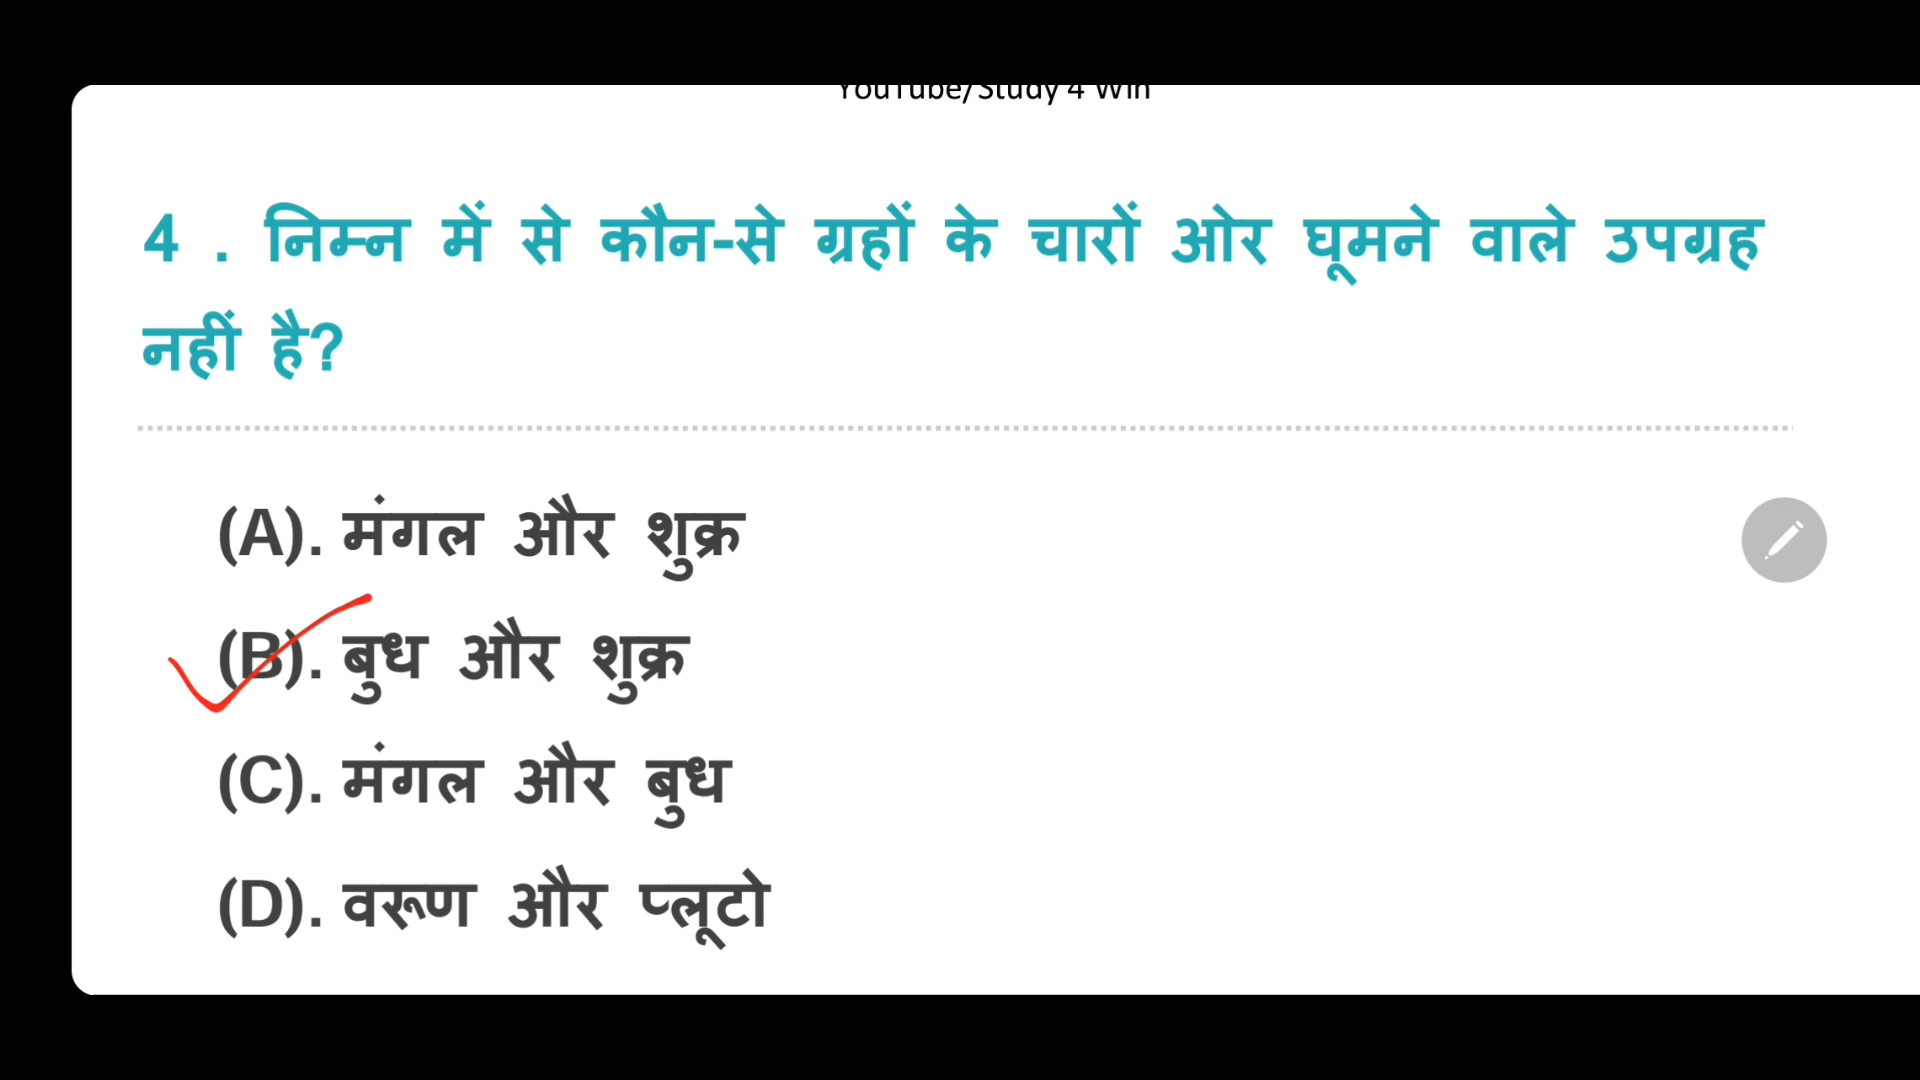 YouTube/Study 4 Win
4 . निम्न में से कौन-से ग्रहों के चारों ओर घूमने वाले उपग्रह
नहीं है?
(A). मंगल और शुक्र
(B). बुध और शुक्र
(C). मंगल और बुध
(D). वरूण और प्लूटो